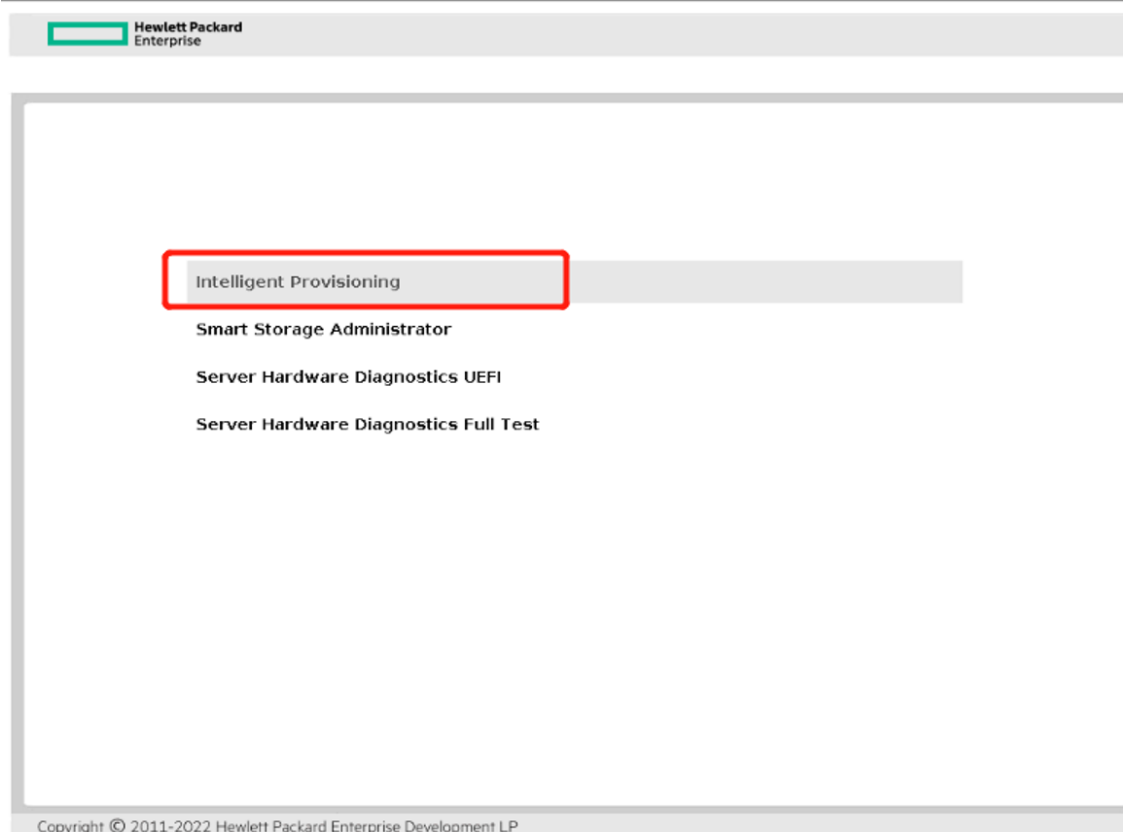 Hewlett Packard
Enterprise
Intelligent Provisioning
Smart Storage Administrator
Server Hardware Diagnostics UEFI
Server Hardware Diagnostics Full Test
Copyright © 2011-2022 Hewlett Packard Enterprise Development LP